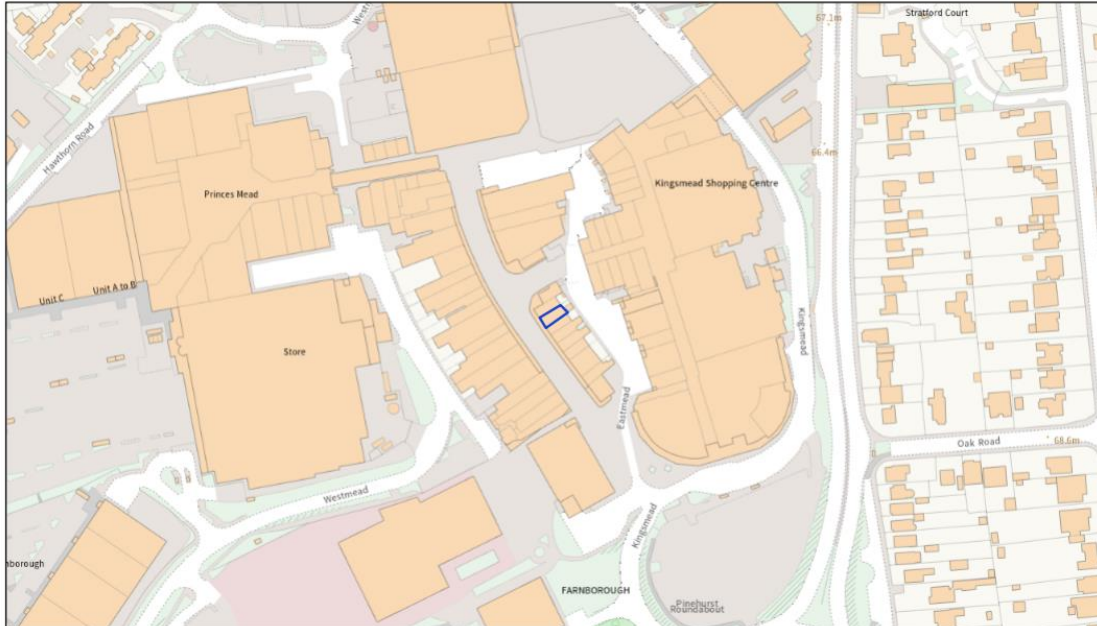 67.1m
Stratford Court
Hawthorn Road
66.4m
Princes Mead
Kingsmead Shopping Centre
Unit C
Unit A to B
Kingsmead
Store
Eastmead
Oak Road
68.6m
Westmead
Kingsmead
nborough
FARNBOROUGH
Pinehurst
Roundabout